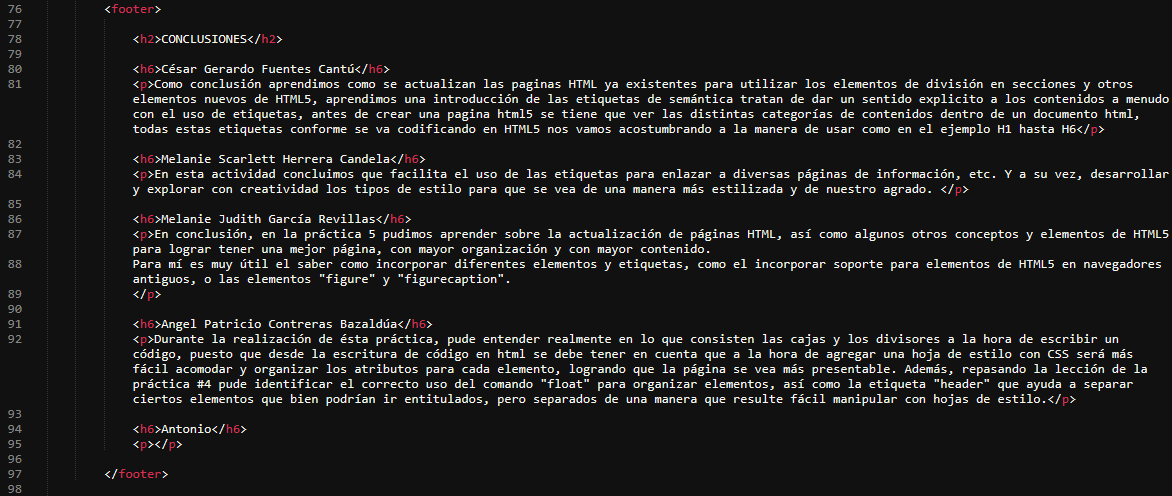 76 <footer>
77
78 <h2>CONCLUSIONES</h2>
79
80 <h6>César Gerardo Fuentes Cantú</h6>
81 <p>Como conclusión aprendimos como se actualizan las paginas HTML ya existentes para utilizar los elementos de división en secciones y otros
elementos nuevos de HTML5, aprendimos una introducción de las etiquetas de semántica tratan de dar un sentido explicito a los contenidos a menudo
con el uso de etiquetas, antes de crear una pagina html5 se tiene que ver las distintas categorías de contenidos dentro de un documento html,
todas estas etiquetas conforme se va codificando en HTML5 nos vamos acostumbrando a la manera de usar como en el ejemplo H1 hasta H6</p>
82
83 <h6>Melanie Scarlett Herrera Candela</h6>
84 <p>En esta actividad concluimos que facilita el uso de las etiquetas para enlazar a diversas páginas de información, etc. Y a su vez, desarrollar
y explorar con creatividad los tipos de estilo para que se vea de una manera más estilizada y de nuestro agrado. </p>
85
86 <h6>Melanie Judith García Revillas</h6>
87 <p>En conclusión, en la práctica 5 pudimos aprender sobre la actualización de páginas HTML, así como algunos otros conceptos y elementos de HTML5
para lograr tener una mejor página, con mayor organización y con mayor contenido.
88 Para mí es muy útil el saber como incorporar diferentes elementos y etiquetas, como el incorporar soporte para elementos de HTML5 en navegadores
antiguos, o las elementos "figure" y "figurecaption".
89 </p>
90
91 <h6>Angel Patricio Contreras Bazaldúa</h6>
92 <p>Durante la realización de ésta práctica, pude entender realmente en lo que consisten las cajas y los divisores a la hora de escribir un
código, puesto que desde la escritura de código en html se debe tener en cuenta que a la hora de agregar una hoja de estilo con CSS será más
fácil acomodar y organizar los atributos para cada elemento, logrando que la página se vea más presentable. Además, repasando la lección de la
práctica #4 pude identificar el correcto uso del comando "float" para organizar elementos, así como la etiqueta "header" que ayuda a separar
ciertos elementos que bien podrían ir entitulados, pero separados de una manera que resulte fácil manipular con hojas de estilo.</p>
93
94 <h6>Antonio</h6>
95 <p></p>
96
97 </footer>
98